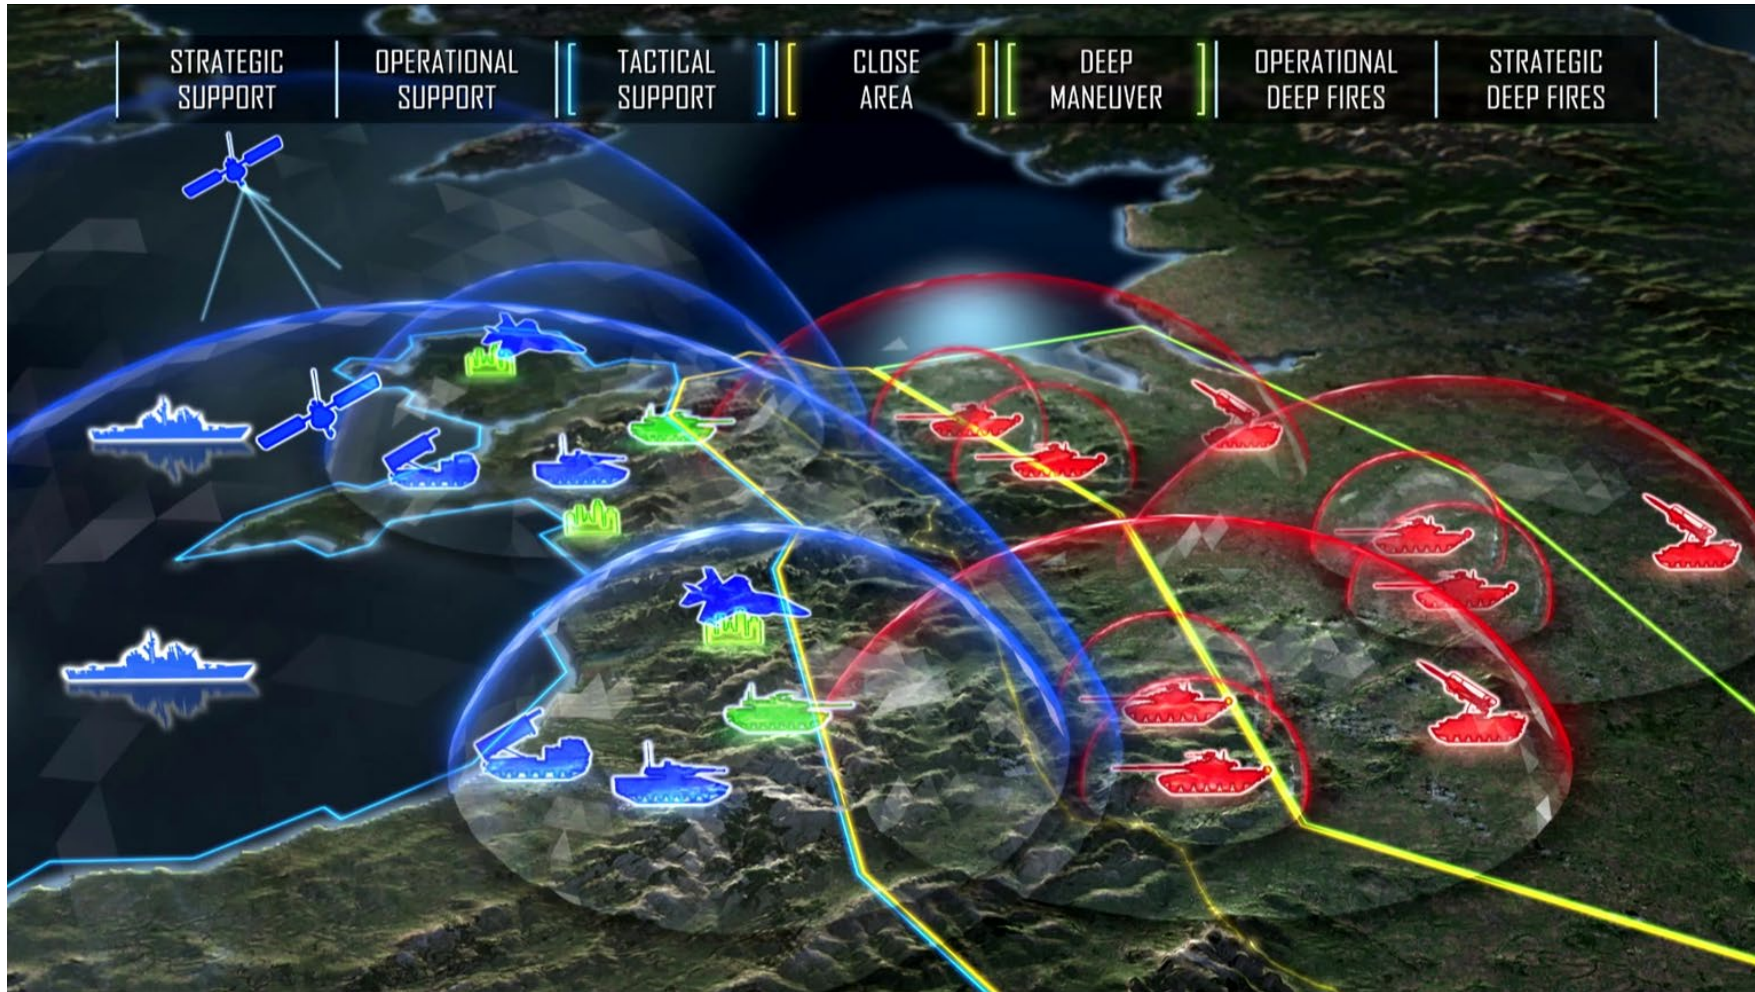 STRATEGIC
SUPPORT
OPERATIONAL
SUPPORT
TACTICAL
SUPPORT
CLOSE
AREA
DEEP
MANEUVER
OPERATIONAL
DEEP FIRES
STRATEGIC
DEEP FIRES